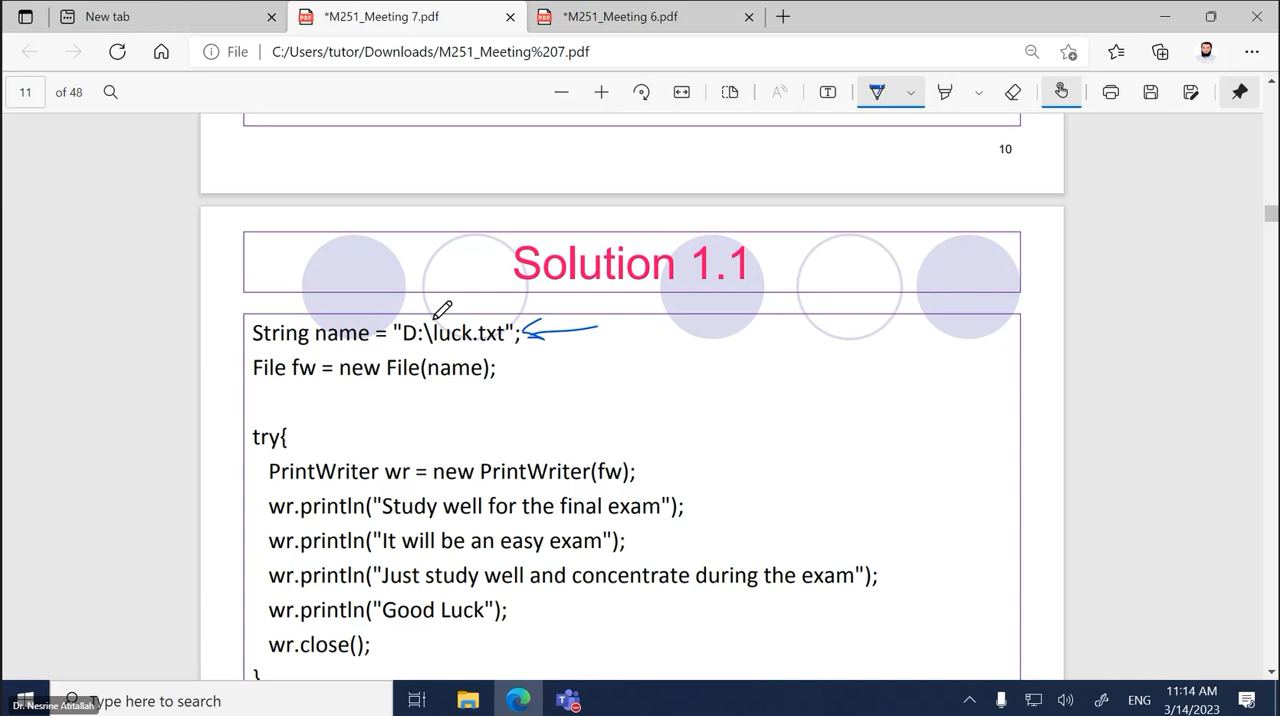 New tab
*M251_Meeting 7.pdf
*M251_Meeting 6.pdf
File
C:/Users/tutor/Downloads/M251_Meeting%207.pdf
11
of 48
10
Solution 1.1
String name = "D:\luck.txt";
File fw = new File(name);
try{
PrintWriter wr = new PrintWriter(fw);
wr.println("Study well for the final exam");
wr.println("It will be an easy exam");
wr.println("Just study well and concentrate during the exam");
wr.println("Good Luck");
wr.close();
}
Type here to search
ENG
11:14 AM
3/14/2023
Dr. Nesrine Atitallah